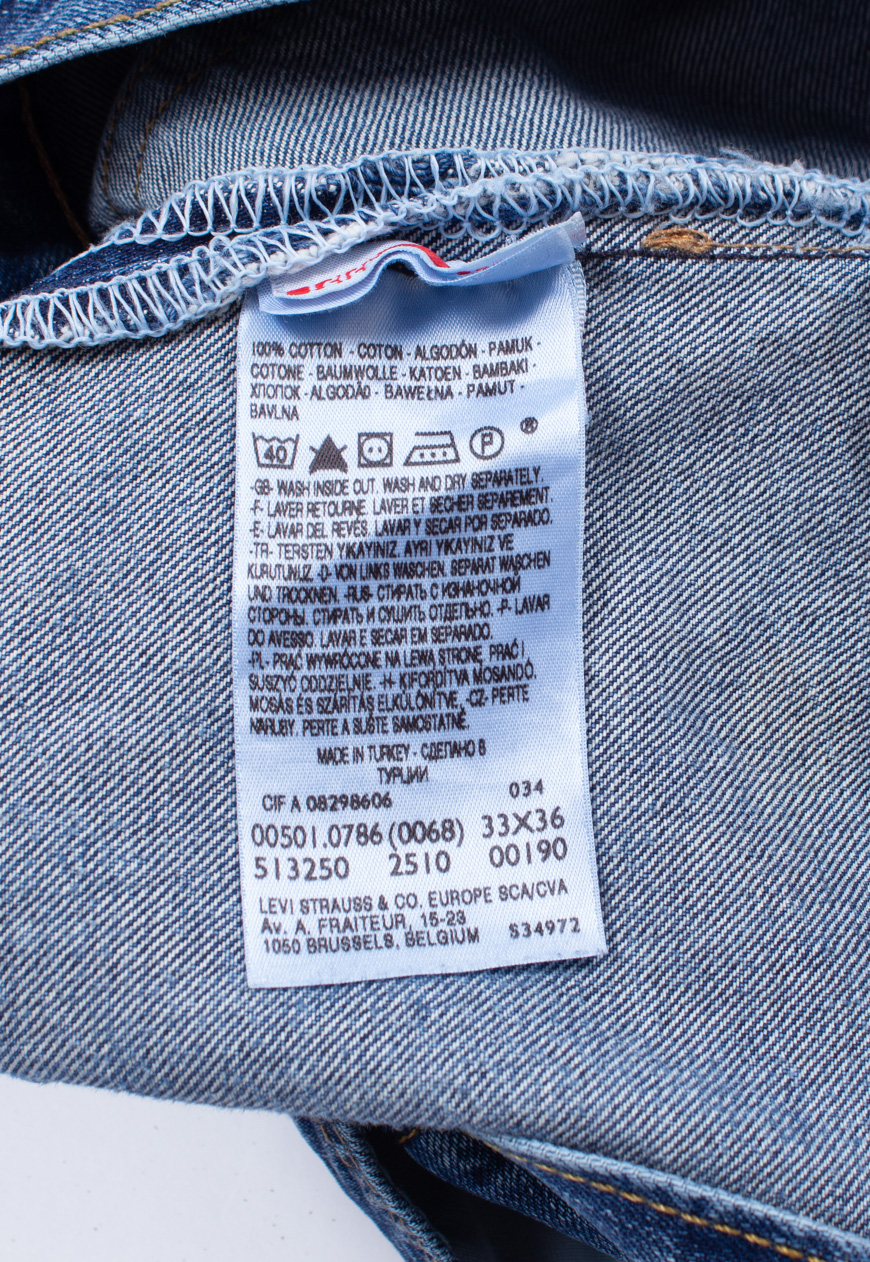 100% COTTON - COTON - ALGODÓN - PAMUK -
COTONE - BAUMWOLLE - KATOEN - BAMBAKI -
ХЛОПОК - ALGODÃO - BAWEŁNA - PAMUT -
BAVLNA
40 P ®
-GB- WASH INSIDE OUT. WASH AND DRY SEPARATELY.
-F- LAVER RETOURNE. LAVER ET SECHER SEPAREMENT.
-E- LAVAR DEL REVÉS. LAVAR Y SECAR POR SEPARADO.
-TR- TERSTEN YIKAYINIZ. AYRI YIKAYINIZ VE
KURUTUNUZ. -D- VON LINKS WASCHEN. SEPARAT WASCHEN
UND TROCKNEN. -RUS- СТИРАТЬ С ИЗНАНОЧНОЙ
СТОРОНЫ. СТИРАТЬ И СУШИТЬ ОТДЕЛЬНО. -P- LAVAR
DO AVESSO. LAVAR E SECAR EM SEPARADO.
-PL- PRAĆ WYWRÓCONE NA LEWĄ STRONĘ. PRAĆ I
SUSZYĆ ODDZIELNIE. -H- KIFORDÍTVA MOSANDÓ.
MOSÁS ÉS SZÁRÍTÁS ELKÜLÖNÍTVE. -CZ- PERTE
NARUBY. PERTE A SUŠTE SAMOSTATNĚ.
MADE IN TURKEY - СДЕЛАНО В
ТУРЦИИ
CIF A 08298606 034
00501.0786 (0068) 33X36
513250 2510 00190
LEVI STRAUSS & CO. EUROPE SCA/CVA
Av. A. FRAITEUR, 15-23
1050 BRUSSELS, BELGIUM S34972